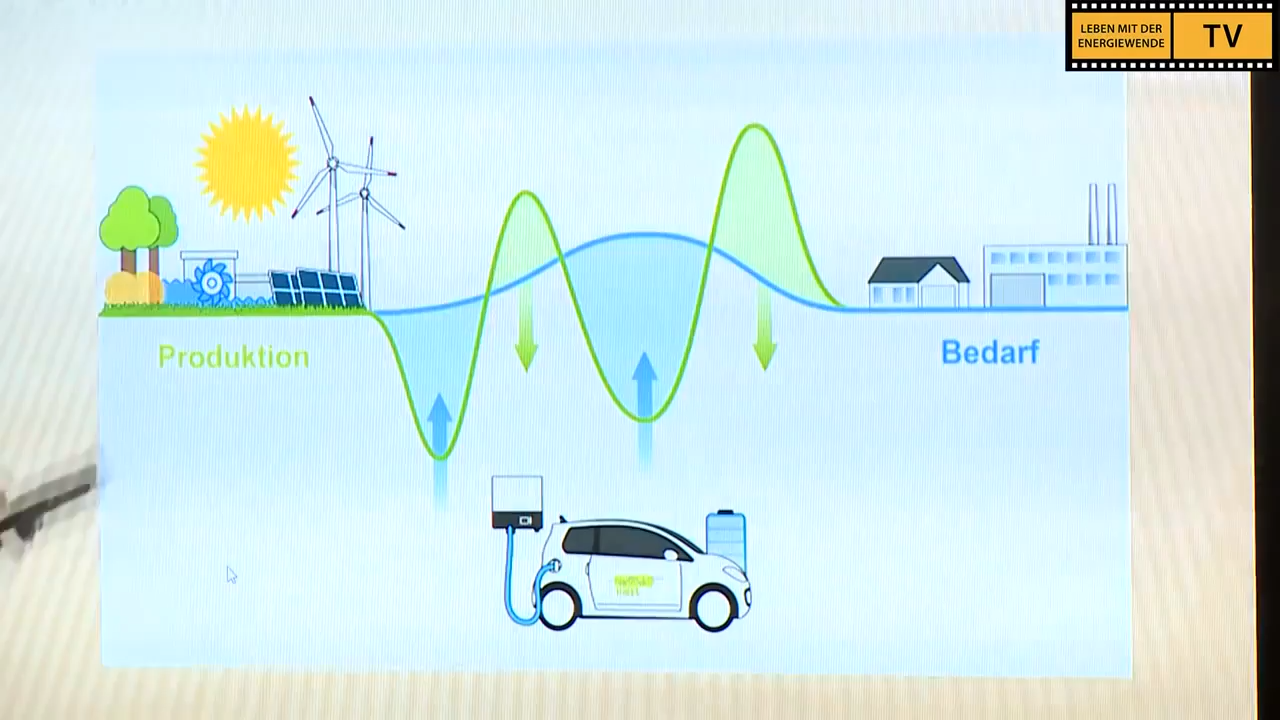 LEBEN MIT DER
ENERGIEWENDE
TV
Produktion
Bedarf